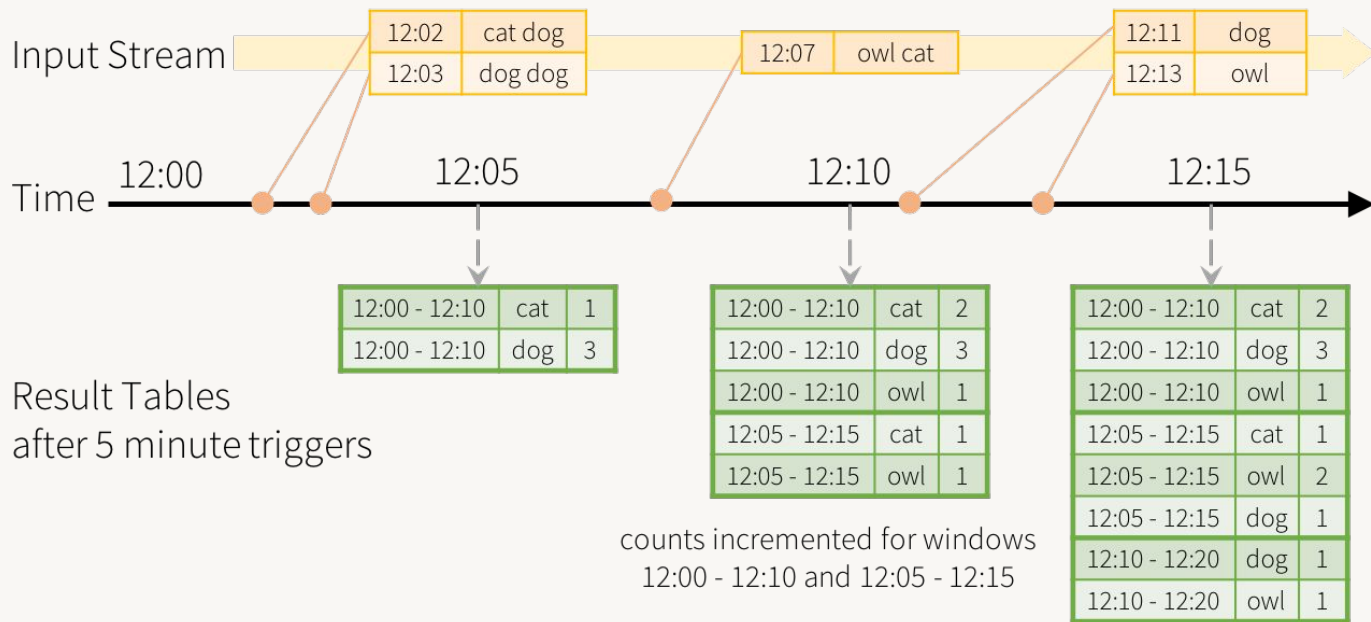 Input Stream
12:02 cat dog
12:03 dog dog
12:07 owl cat
12:11 dog
12:13 owl
Time
12:00 12:05 12:10 12:15
Result Tables
after 5 minute triggers
12:00 - 12:10 cat 1
12:00 - 12:10 dog 3
12:00 - 12:10 cat 2
12:00 - 12:10 dog 3
12:00 - 12:10 owl 1
12:05 - 12:15 cat 1
12:05 - 12:15 owl 1
counts incremented for windows
12:00 - 12:10 and 12:05 - 12:15
12:00 - 12:10 cat 2
12:00 - 12:10 dog 3
12:00 - 12:10 owl 1
12:05 - 12:15 cat 1
12:05 - 12:15 owl 2
12:05 - 12:15 dog 1
12:10 - 12:20 dog 1
12:10 - 12:20 owl 1